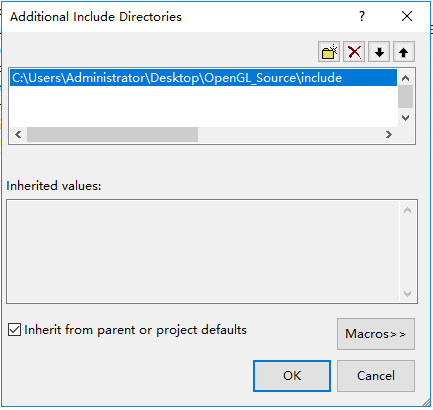 Additional Include Directories
C:\Users\Administrator\Desktop\OpenGL_Source\include
Inherited values:
Inherit from parent or project defaults
Macros>>
OK
Cancel